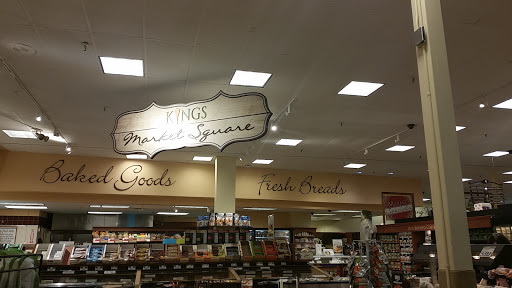 KINGS
Market Square
Baked Goods
Fresh Breads